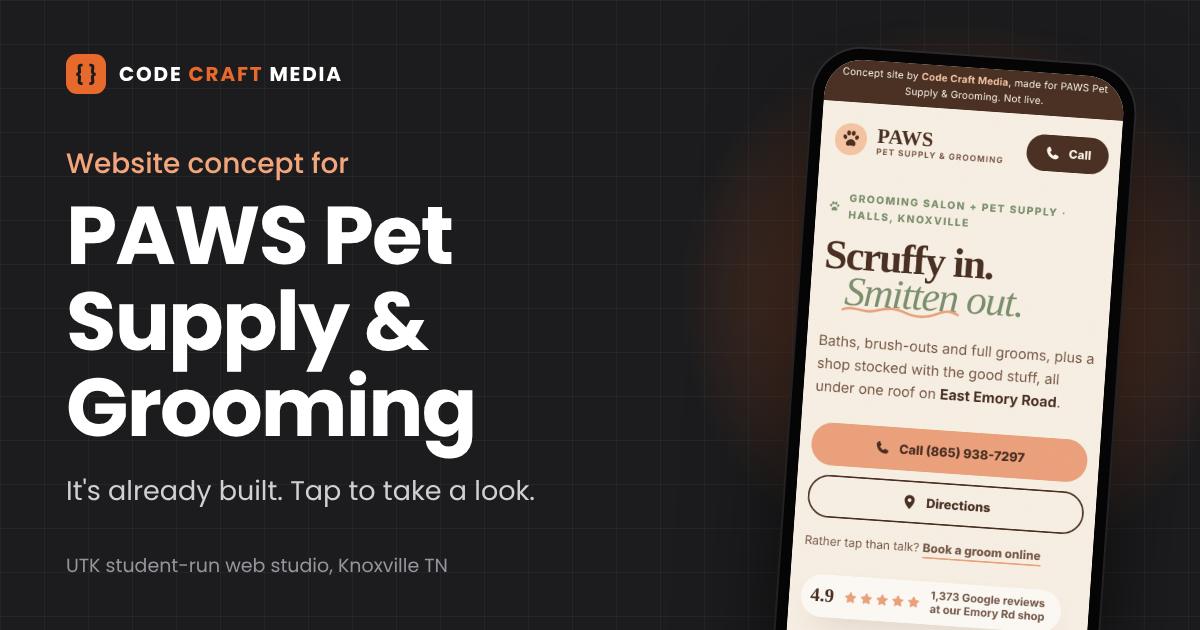 { } CODE CRAFT MEDIA
Website concept for
PAWS Pet
Supply &
Grooming
It's already built. Tap to take a look.
UTK student-run web studio, Knoxville TN
Concept site by Code Craft Media, made for PAWS Pet
Supply & Grooming. Not live.
PAWS
PET SUPPLY & GROOMING
Call
GROOMING SALON + PET SUPPLY ·
HALLS, KNOXVILLE
Scruffy in.
Smitten out.
Baths, brush-outs and full grooms, plus a
shop stocked with the good stuff, all
under one roof on East Emory Road.
Call (865) 938-7297
Directions
Rather tap than talk? Book a groom online
4.9
1,373 Google reviews
at our Emory Rd shop